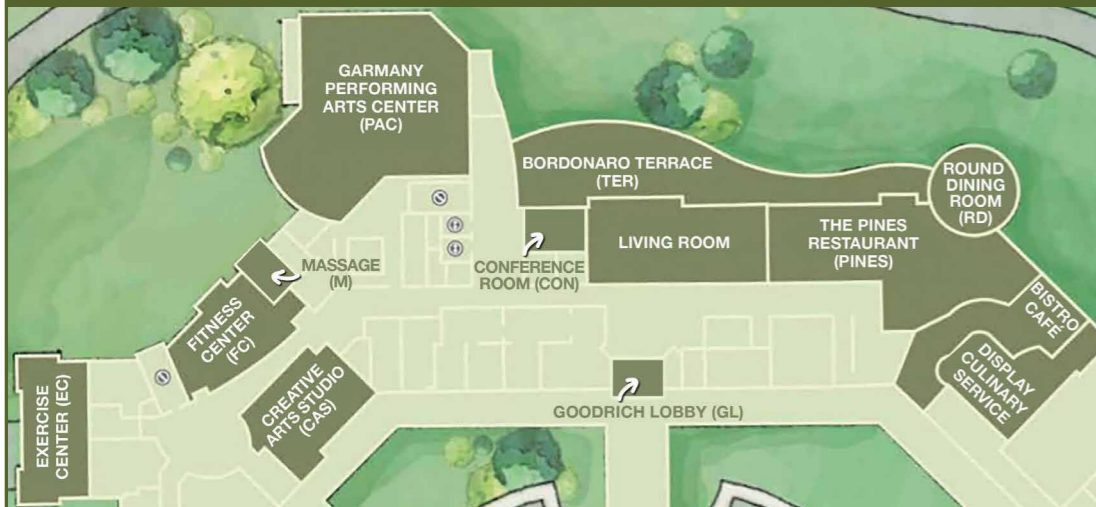 GARMANY
PERFORMING
ARTS CENTER
(PAC)
BORDONARO TERRACE
(TER)
ROUND
DINING
ROOM
(RD)
LIVING ROOM
THE PINES
RESTAURANT
(PINES)
MASSAGE
(M)
CONFERENCE
ROOM (CON)
BISTRO
CAFÉ
FITNESS
CENTER
(FC)
DISPLAY
CULINARY
SERVICE
CREATIVE
ARTS STUDIO
(CAS)
GOODRICH LOBBY (GL)
EXERCISE
CENTER (EC)